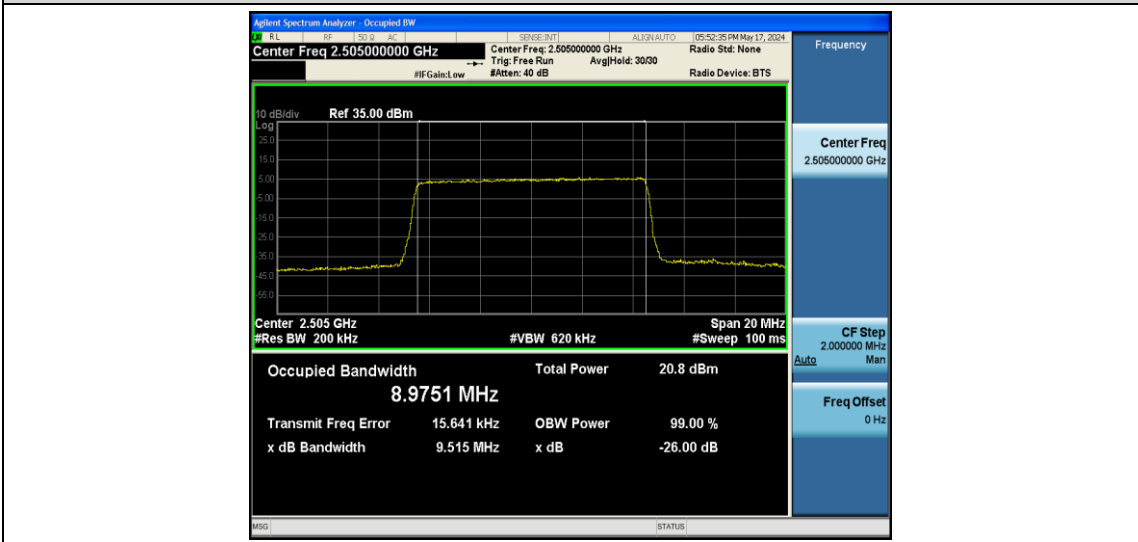 Agilent Spectrum Analyzer - Occupied BW
LXI RL RF 50 Ω AC SENSE:INT ALIGNAUTO 05:52:35 PM May 17, 2024
Center Freq 2.505000000 GHz Center Freq: 2.505000000 GHz Radio Std: None Frequency
Trig: Free Run Avg|Hold: 30/30
#IFGain:Low #Atten: 40 dB Radio Device: BTS
10 dB/div Ref 35.00 dBm
Log
25.0
15.0
5.00
-5.00
-15.0
-25.0
-35.0
-45.0
-55.0
Center Freq
2.505000000 GHz
Center 2.505 GHz Span 20 MHz
#Res BW 200 kHz #VBW 620 kHz #Sweep 100 ms
CF Step
2.000000 MHz
Auto Man
Occupied Bandwidth Total Power 20.8 dBm
8.9751 MHz
Freq Offset
0 Hz
Transmit Freq Error 15.641 kHz OBW Power 99.00 %
x dB Bandwidth 9.515 MHz x dB -26.00 dB
MSG STATUS